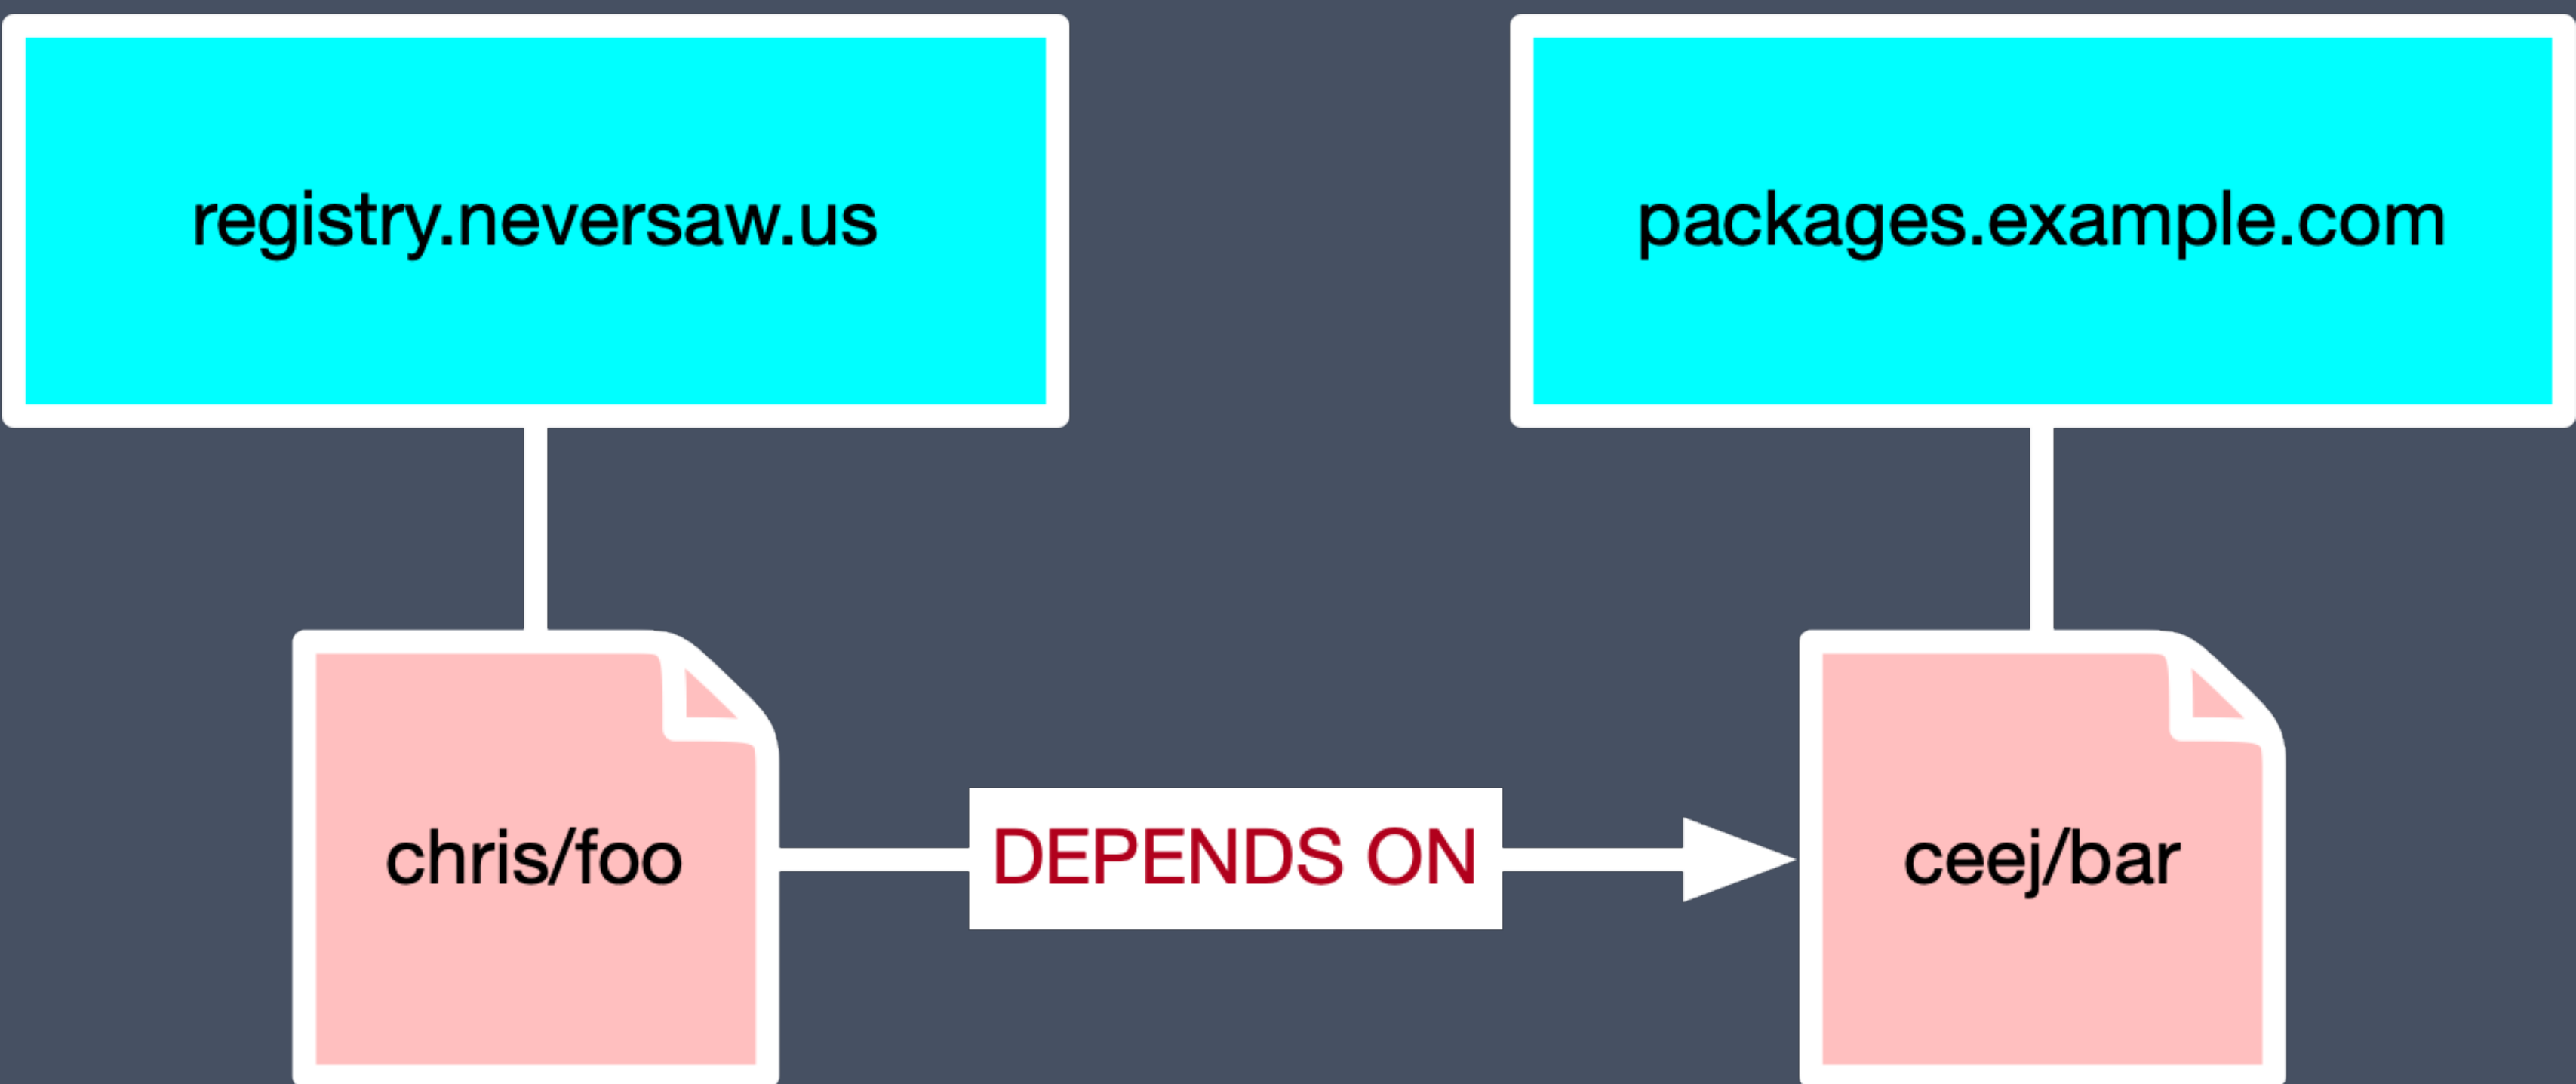 registry.neversaw.us
packages.example.com
chris/foo
DEPENDS ON
ceej/bar